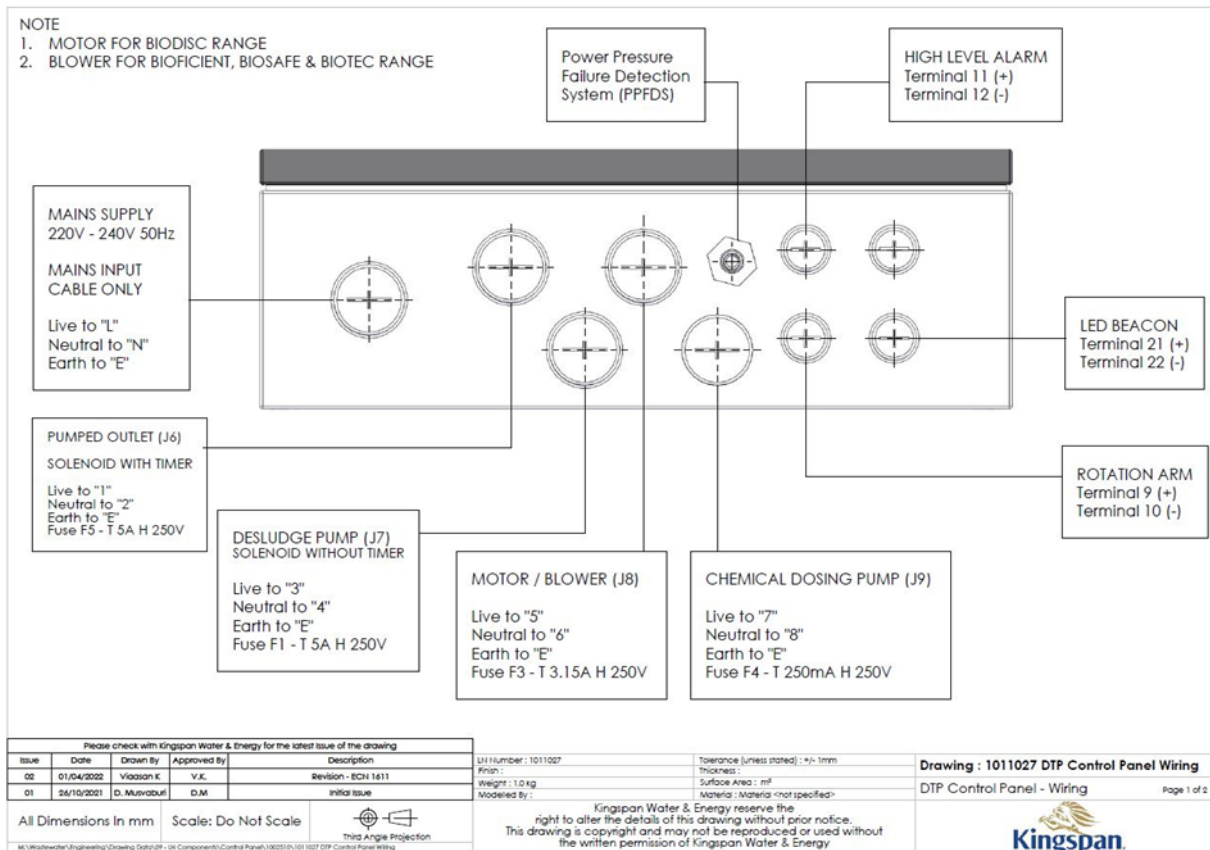 NOTE
1. MOTOR FOR BIODISC RANGE
2. BLOWER FOR BIOFICIENT, BIOSAFE & BIOTEC RANGE
Power Pressure
Failure Detection
System (PPFDS)
HIGH LEVEL ALARM
Terminal 11 (+)
Terminal 12 (-)
MAINS SUPPLY
220V - 240V 50Hz
MAINS INPUT
CABLE ONLY
Live to "L"
Neutral to "N"
Earth to "E"
LED BEACON
Terminal 21 (+)
Terminal 22 (-)
PUMPED OUTLET (J6)
SOLENOID WITH TIMER
Live to "1"
Neutral to "2"
Earth to "E"
Fuse F5 - T 5A H 250V
ROTATION ARM
Terminal 9 (+)
Terminal 10 (-)
DESLUDGE PUMP (J7)
SOLENOID WITHOUT TIMER
Live to "3"
Neutral to "4"
Earth to "E"
Fuse F1 - T 5A H 250V
MOTOR / BLOWER (J8)
Live to "5"
Neutral to "6"
Earth to "E"
Fuse F3 - T 3.15A H 250V
CHEMICAL DOSING PUMP (J9)
Live to "7"
Neutral to "8"
Earth to "E"
Fuse F4 - T 250mA H 250V
Please check with Kingspan Water & Energy for the latest issue of the drawing
Issue Date Drawn By Approved By Description
02 01/04/2022 Viaasan K V.K. Revision - ECN 1611
01 26/10/2021 D. Musvaburi D.M Initial Issue
All Dimensions In mm Scale: Do Not Scale
Third Angle Projection
LN Number : 1011027 Tolerance (unless stated) : +/- 1mm
Finish : Thickness :
Weight : 1.0 kg Surface Area : m²
Modeled By : Material : Material <not specified>
Kingspan Water & Energy reserve the
right to alter the details of this drawing without prior notice.
This drawing is copyright and may not be reproduced or used without
the written permission of Kingspan Water & Energy
Drawing : 1011027 DTP Control Panel Wiring
DTP Control Panel - Wiring Page 1 of 2
Kingspan.